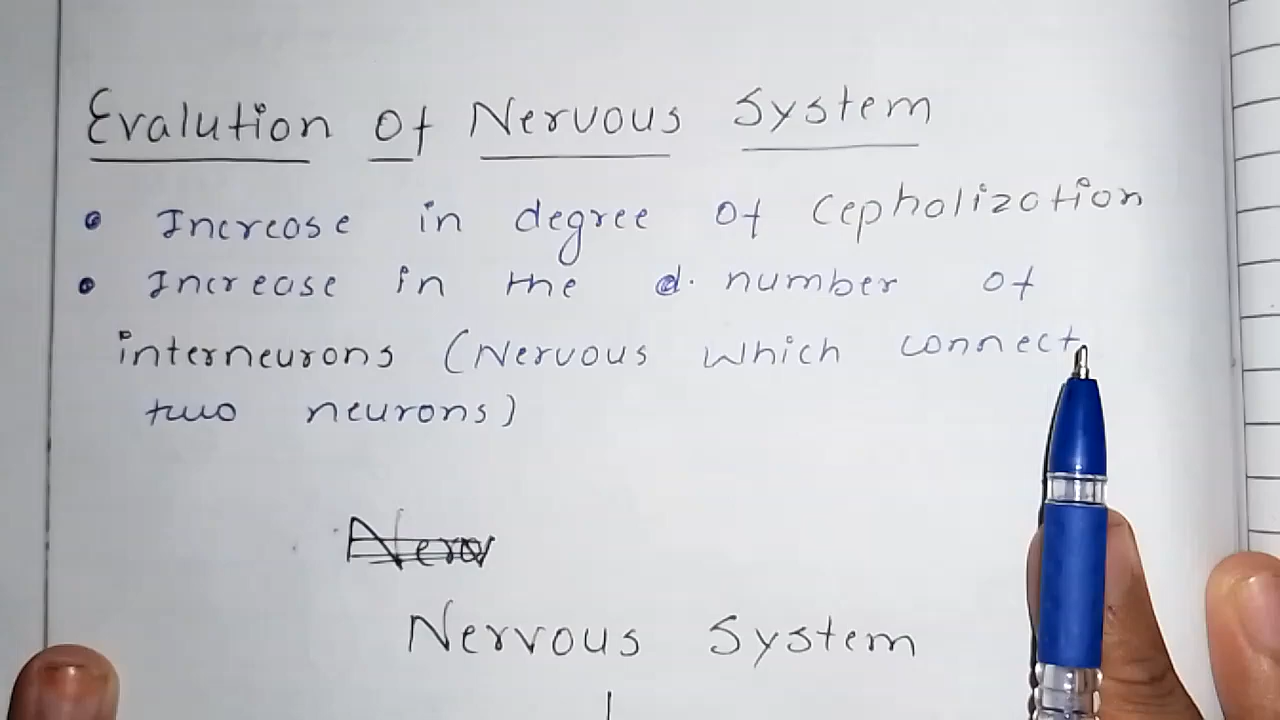 Evalution of Nervous System
• Increase in degree of cephalization
• Increase in the d. number of
interneurons (Nervous which connect
two neurons)
Nerv
Nervous System